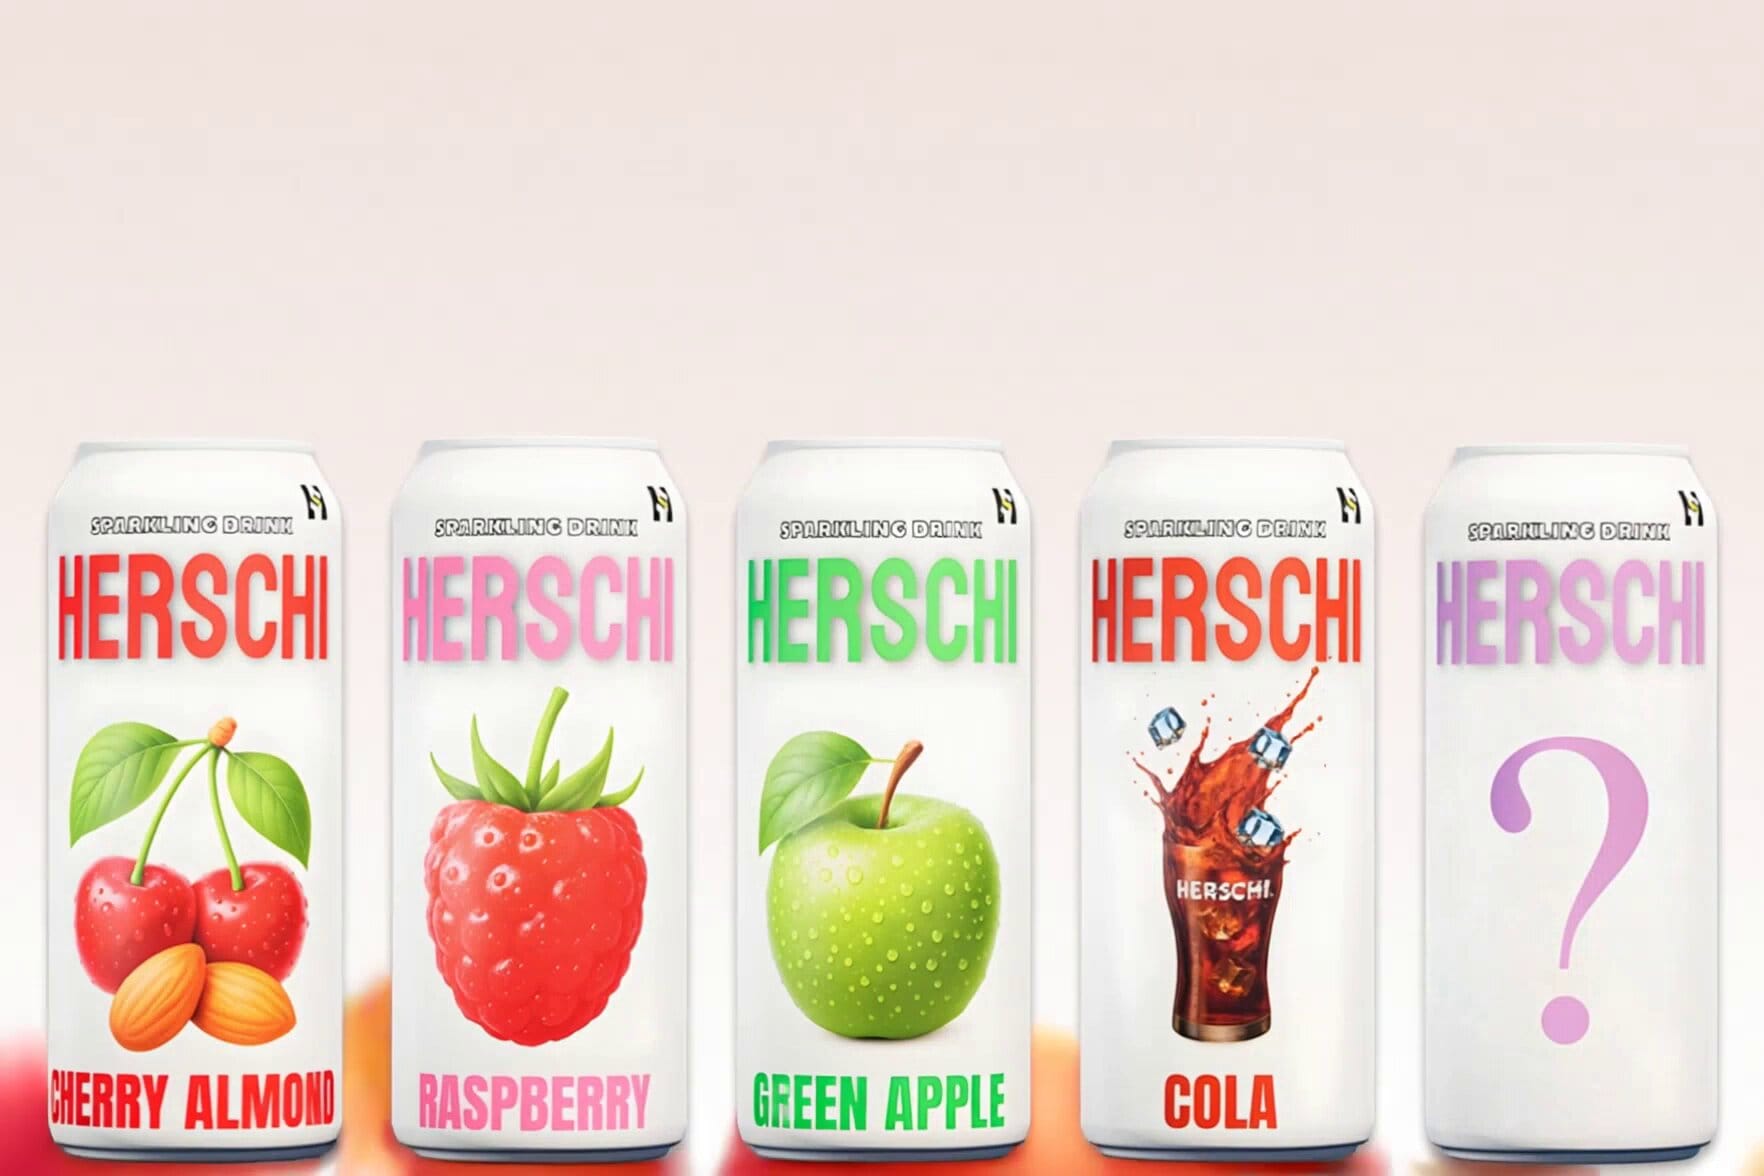 SPARKLING DRINK
HERSCHI
CHERRY ALMOND
SPARKLING DRINK
HERSCHI
RASPBERRY
SPARKLING DRINK
HERSCHI
GREEN APPLE
SPARKLING DRINK
HERSCHI
HERSCHI
COLA
SPARKLING DRINK
HERSCHI
?